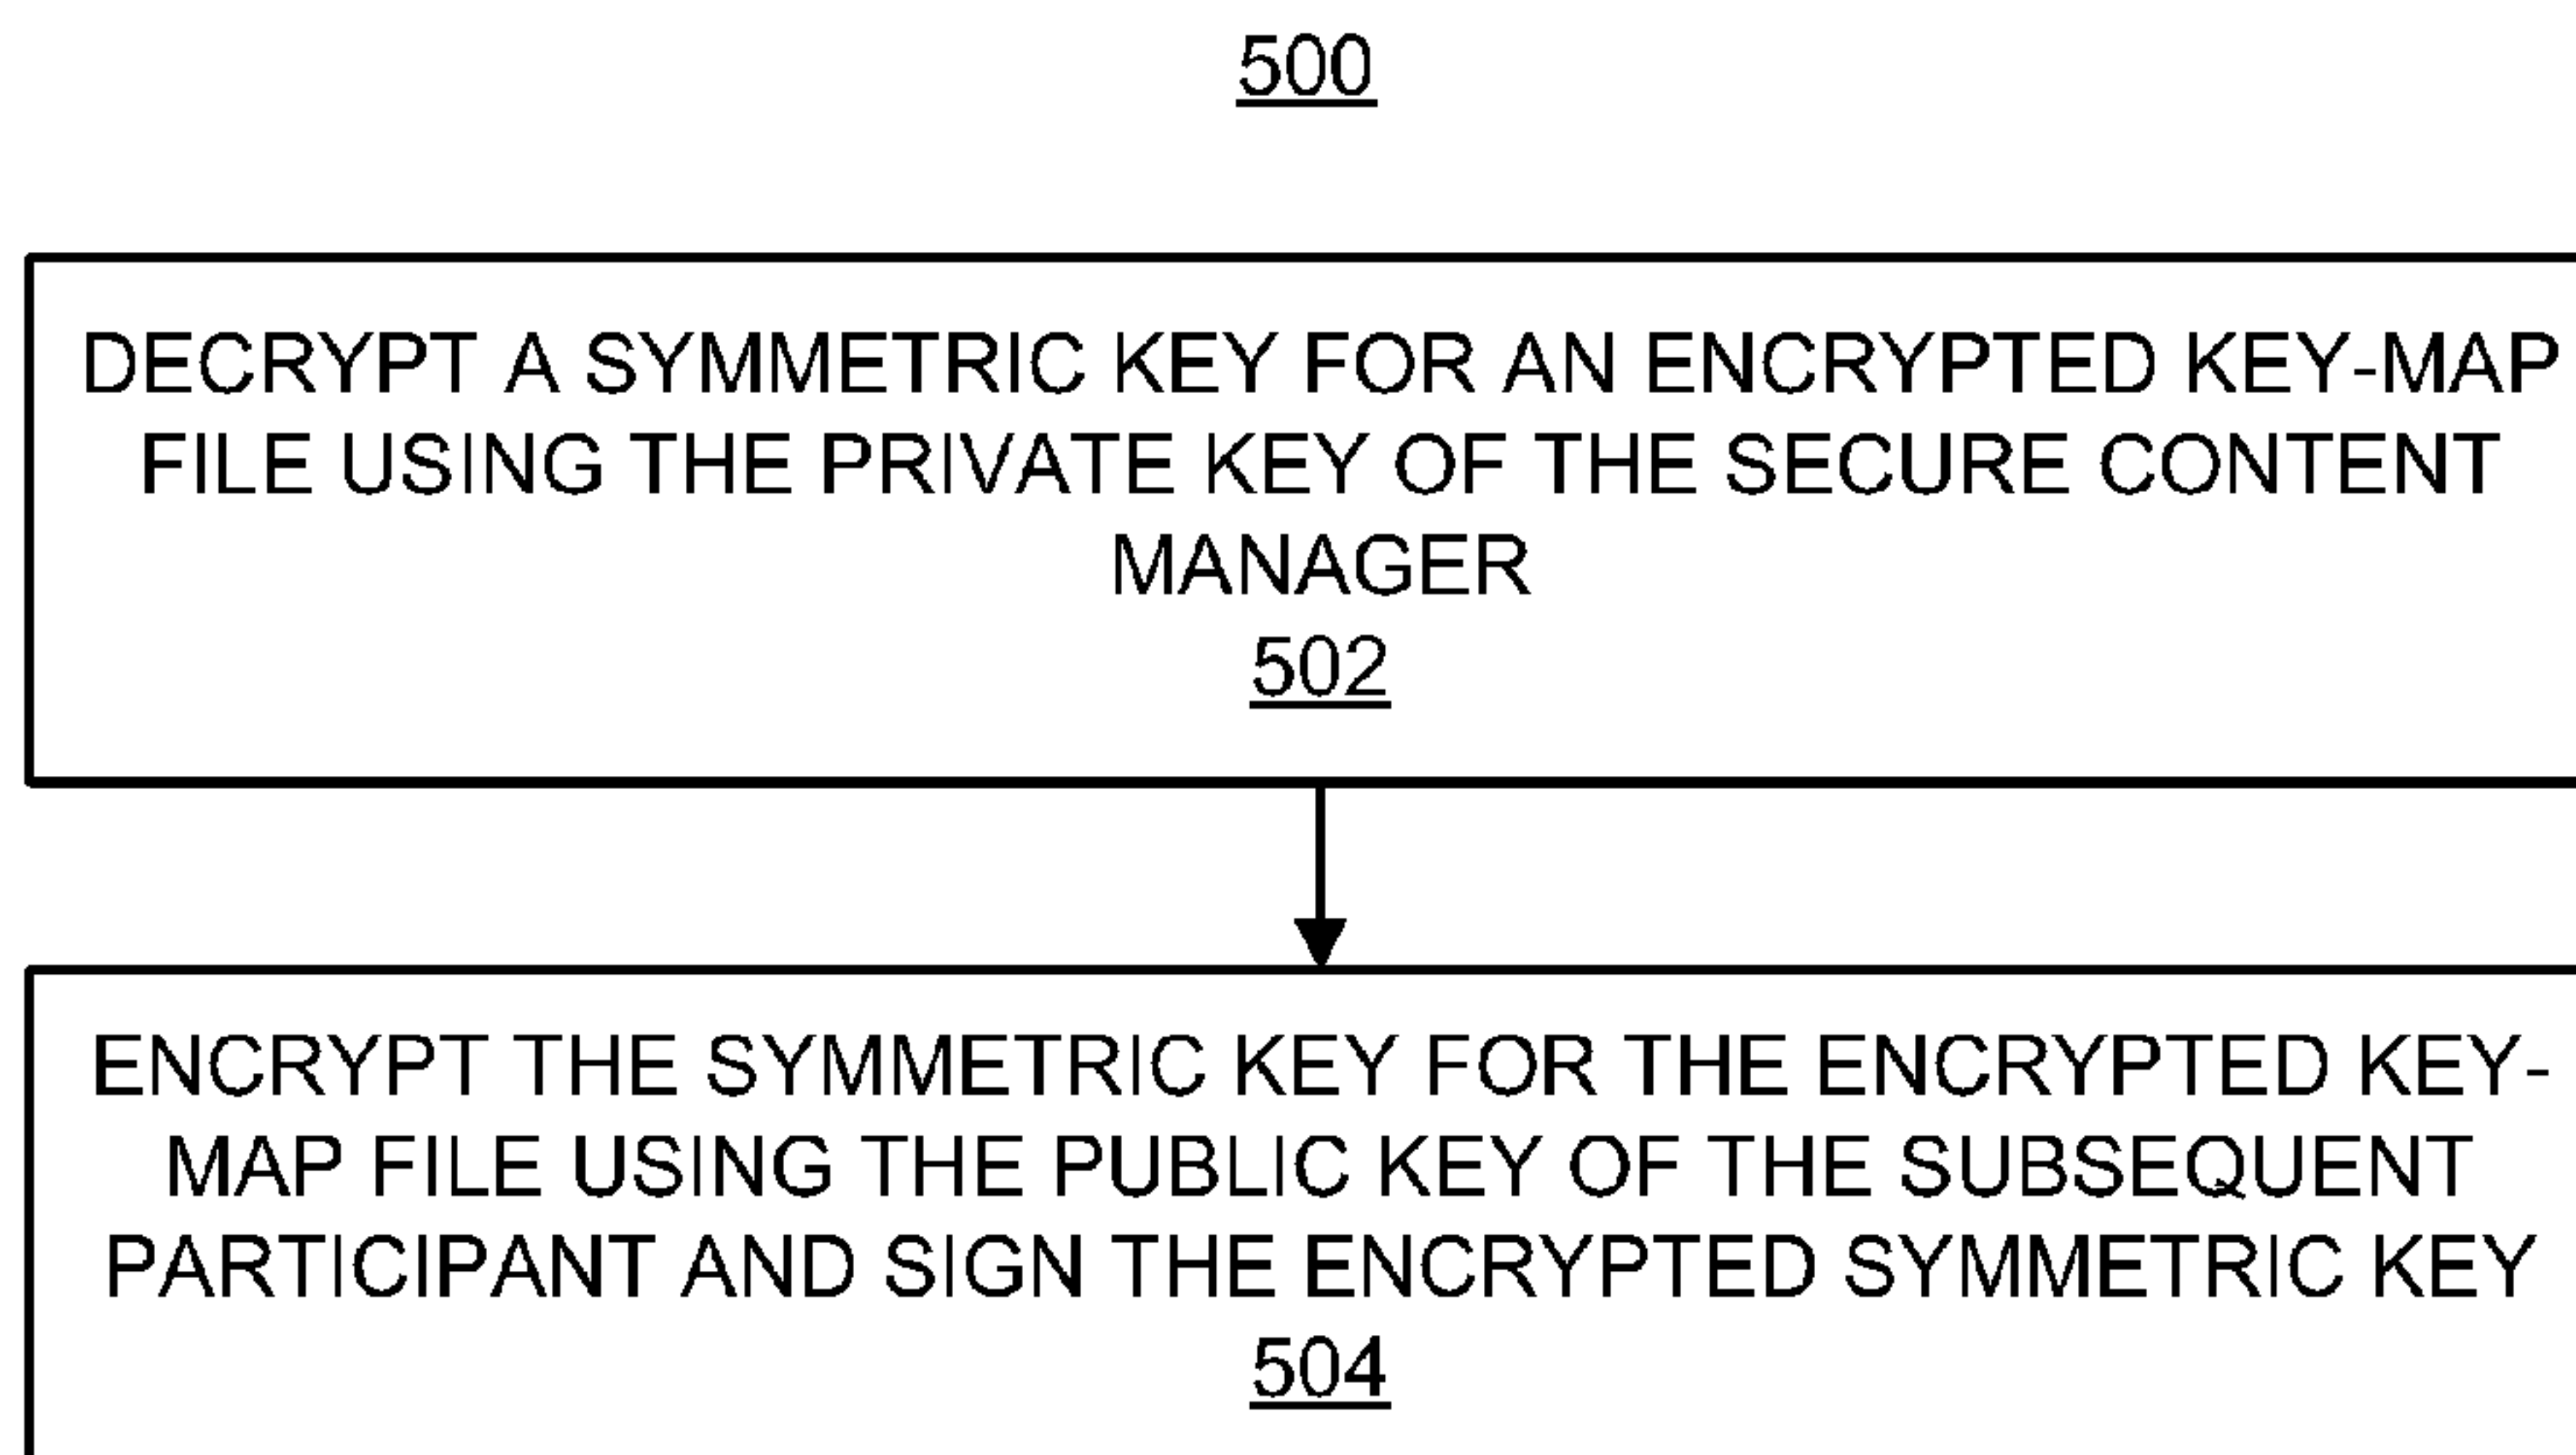 500
DECRYPT A SYMMETRIC KEY FOR AN ENCRYPTED KEY-MAP
FILE USING THE PRIVATE KEY OF THE SECURE CONTENT
MANAGER
502
ENCRYPT THE SYMMETRIC KEY FOR THE ENCRYPTED KEY-
MAP FILE USING THE PUBLIC KEY OF THE SUBSEQUENT
PARTICIPANT AND SIGN THE ENCRYPTED SYMMETRIC KEY
504